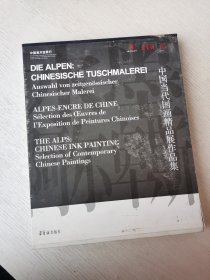 DIE ALPEN:
CHINESISCHE TUSCHMALEREI
Auswahl von zeitgenössischer
Chinesischer Malerei
ALPES-ENCRE DE CHINE
Sélection des Œuvres de
l'Exposition de Peintures Chinoises
THE ALPS:
CHINESE INK PAINTING
Selection of Contemporary
Chinese Paintings
中国当代国画精品展作品集